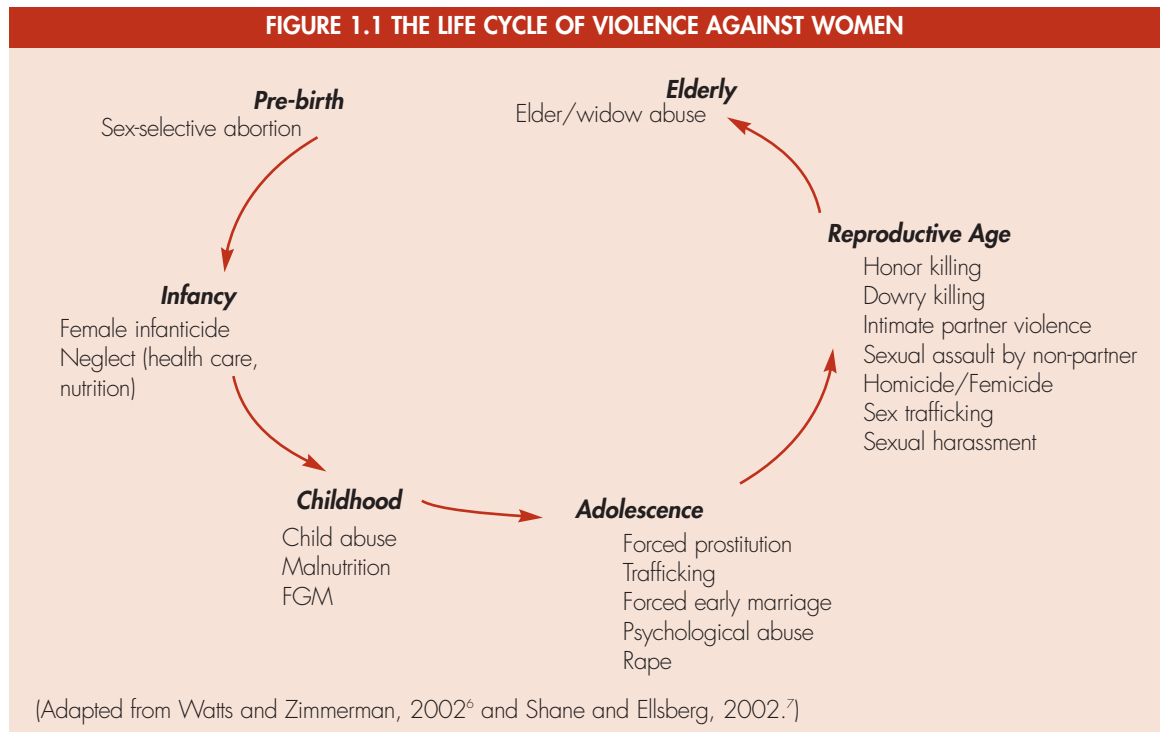 FIGURE 1.1 THE LIFE CYCLE OF VIOLENCE AGAINST WOMEN
Pre-birth
Sex-selective abortion
Infancy
Female infanticide
Neglect (health care,
nutrition)
Childhood
Child abuse
Malnutrition
FGM
Adolescence
Forced prostitution
Trafficking
Forced early marriage
Psychological abuse
Rape
Reproductive Age
Honor killing
Dowry killing
Intimate partner violence
Sexual assault by non-partner
Homicide/Femicide
Sex trafficking
Sexual harassment
Elderly
Elder/widow abuse
(Adapted from Watts and Zimmerman, 2002⁶ and Shane and Ellsberg, 2002.⁷)